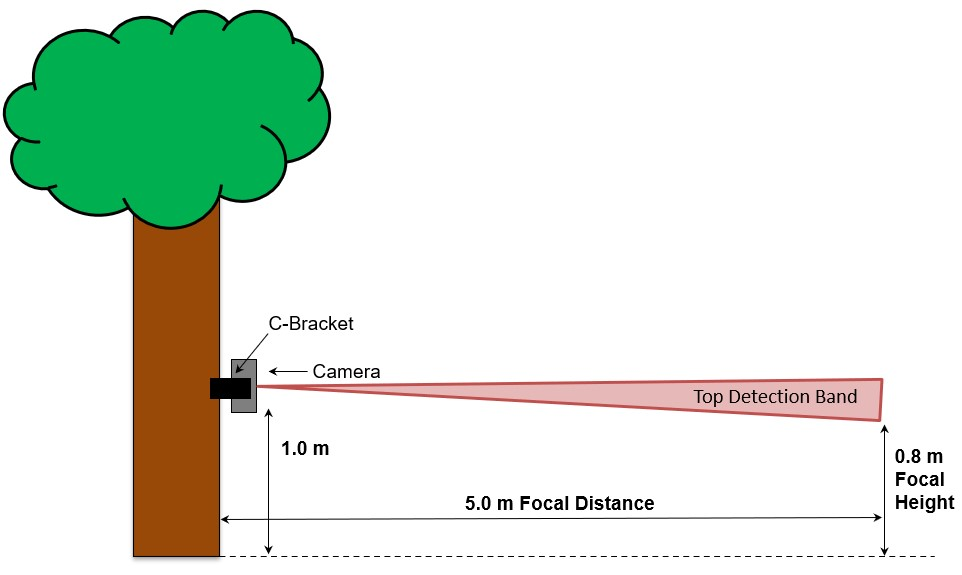 C-Bracket
Camera
Top Detection Band
1.0 m
0.8 m
Focal
Height
5.0 m Focal Distance